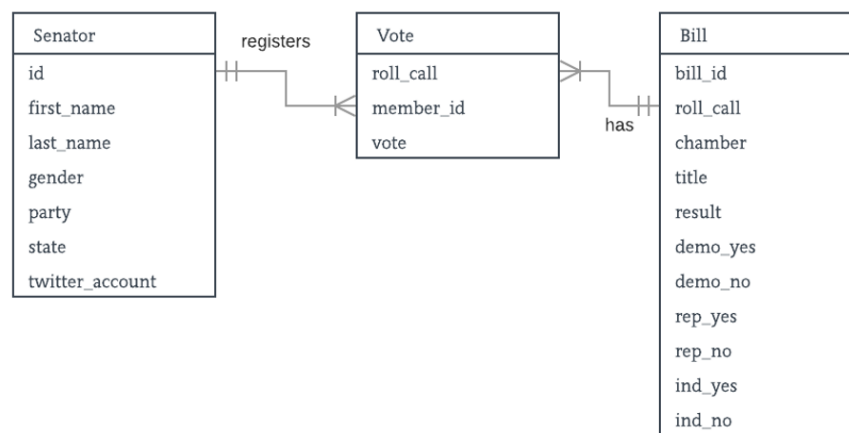 Senator
id
first_name
last_name
gender
party
state
twitter_account
registers
Vote
roll_call
member_id
vote
has
Bill
bill_id
roll_call
chamber
title
result
demo_yes
demo_no
rep_yes
rep_no
ind_yes
ind_no